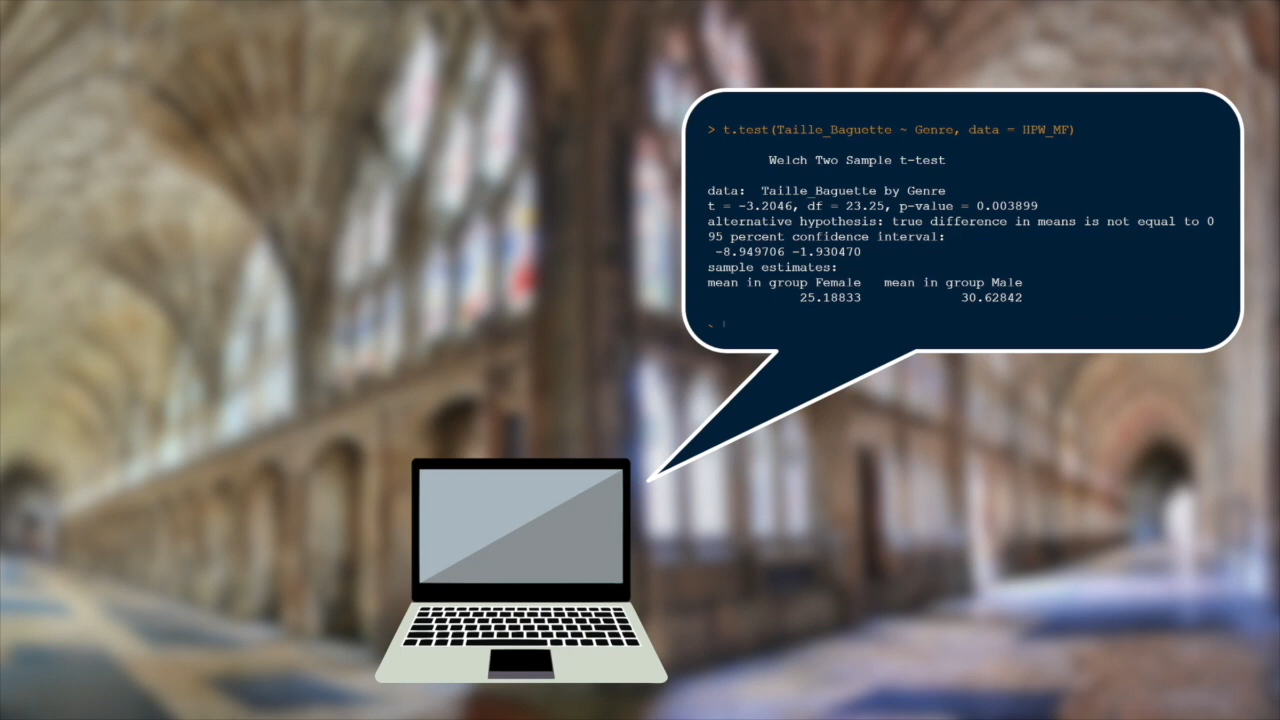 > t.test(Taille_Baguette ~ Genre, data = HPW_MF)
Welch Two Sample t-test
data:  Taille_Baguette by Genre
t = -3.2046, df = 23.25, p-value = 0.003899
alternative hypothesis: true difference in means is not equal to 0
95 percent confidence interval:
-8.949706 -1.930470
sample estimates:
mean in group Female   mean in group Male
25.18833             30.62842